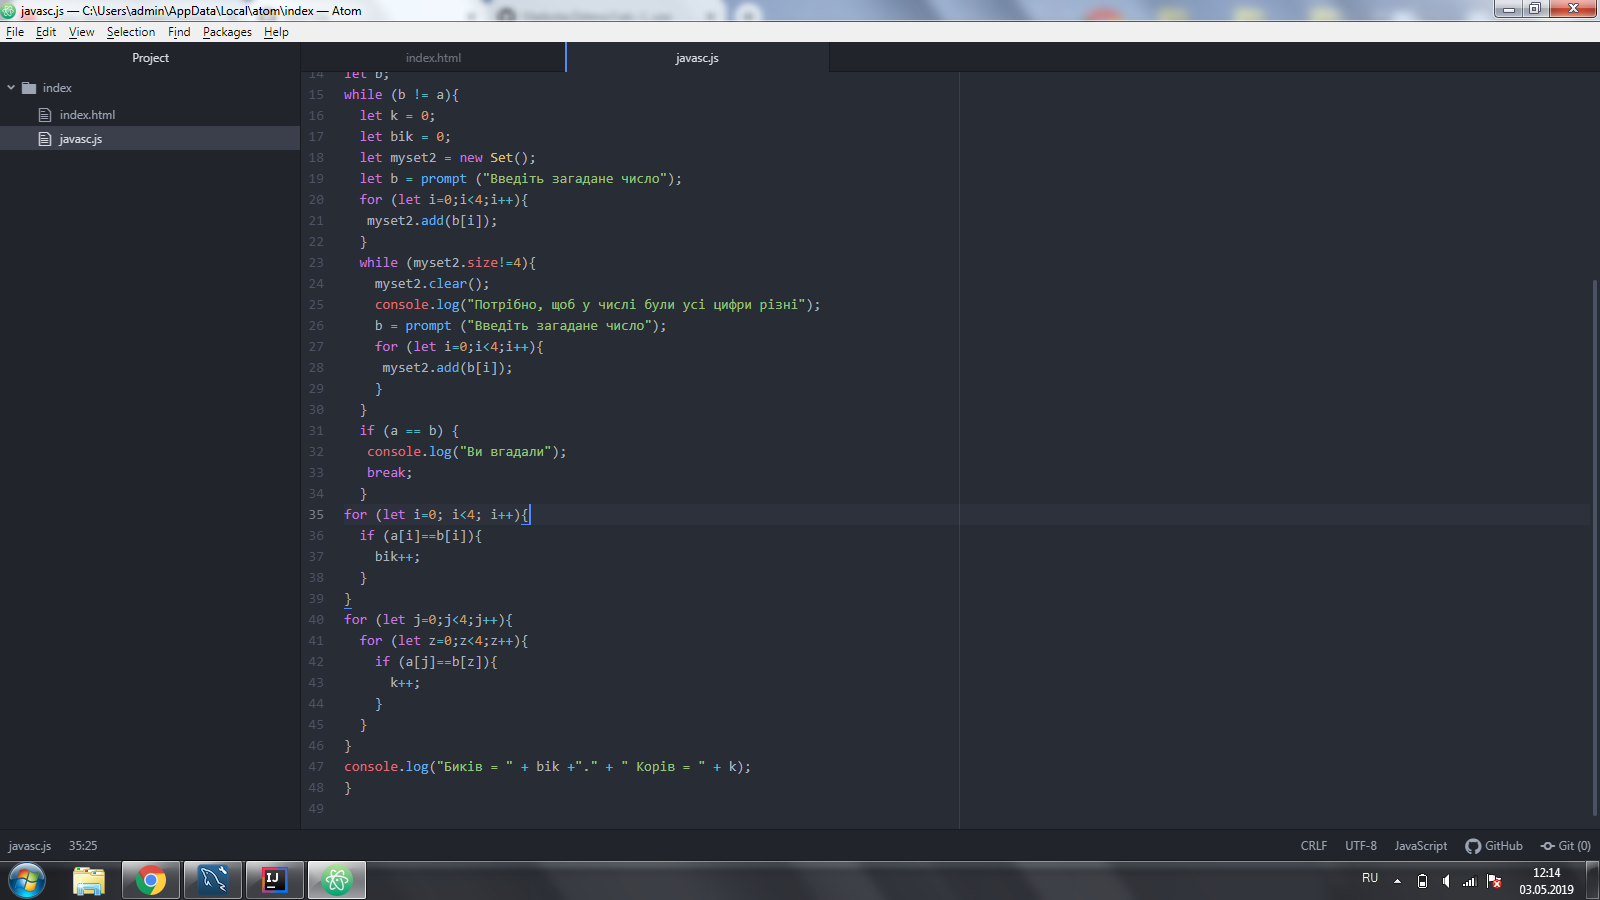 javasc.js — C:\Users\admin\AppData\Local\atom\index — Atom
File Edit View Selection Find Packages Help
Project
index
index.html
javasc.js
index.html javasc.js
14 let b;
15 while (b != a){
16 let k = 0;
17 let bik = 0;
18 let myset2 = new Set();
19 let b = prompt ("Введіть загадане число");
20 for (let i=0;i<4;i++){
21 myset2.add(b[i]);
22 }
23 while (myset2.size!=4){
24 myset2.clear();
25 console.log("Потрібно, щоб у числі були усі цифри різні");
26 b = prompt ("Введіть загадане число");
27 for (let i=0;i<4;i++){
28 myset2.add(b[i]);
29 }
30 }
31 if (a == b) {
32 console.log("Ви вгадали");
33 break;
34 }
35 for (let i=0; i<4; i++){
36 if (a[i]==b[i]){
37 bik++;
38 }
39 }
40 for (let j=0;j<4;j++){
41 for (let z=0;z<4;z++){
42 if (a[j]==b[z]){
43 k++;
44 }
45 }
46 }
47 console.log("Биків = " + bik +"." + " Корів = " + k);
48 }
49
javasc.js 35:25 CRLF UTF-8 JavaScript GitHub Git (0)
IJ
RU
12:14
03.05.2019